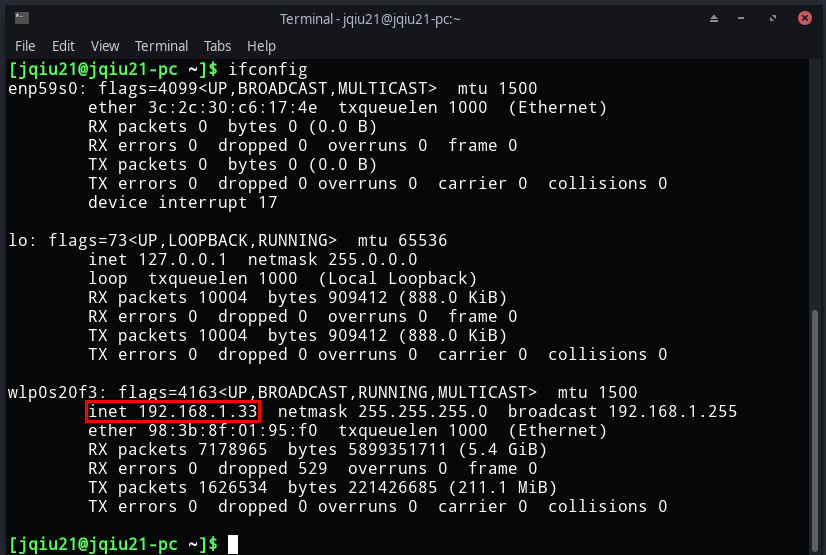 Terminal - jqiu21@jqiu21-pc:~
File Edit View Terminal Tabs Help
[jqiu21@jqiu21-pc ~]$ ifconfig
enp59s0: flags=4099<UP,BROADCAST,MULTICAST>  mtu 1500
        ether 3c:2c:30:c6:17:4e  txqueuelen 1000  (Ethernet)
        RX packets 0  bytes 0 (0.0 B)
        RX errors 0  dropped 0  overruns 0  frame 0
        TX packets 0  bytes 0 (0.0 B)
        TX errors 0  dropped 0 overruns 0  carrier 0  collisions 0
        device interrupt 17
lo: flags=73<UP,LOOPBACK,RUNNING>  mtu 65536
        inet 127.0.0.1  netmask 255.0.0.0
        loop  txqueuelen 1000  (Local Loopback)
        RX packets 10004  bytes 909412 (888.0 KiB)
        RX errors 0  dropped 0  overruns 0  frame 0
        TX packets 10004  bytes 909412 (888.0 KiB)
        TX errors 0  dropped 0 overruns 0  carrier 0  collisions 0
wlp0s20f3: flags=4163<UP,BROADCAST,RUNNING,MULTICAST>  mtu 1500
        inet 192.168.1.33  netmask 255.255.255.0  broadcast 192.168.1.255
        ether 98:3b:8f:01:95:f0  txqueuelen 1000  (Ethernet)
        RX packets 7178965  bytes 5899351711 (5.4 GiB)
        RX errors 0  dropped 529  overruns 0  frame 0
        TX packets 1626534  bytes 221426685 (211.1 MiB)
        TX errors 0  dropped 0 overruns 0  carrier 0  collisions 0
[jqiu21@jqiu21-pc ~]$